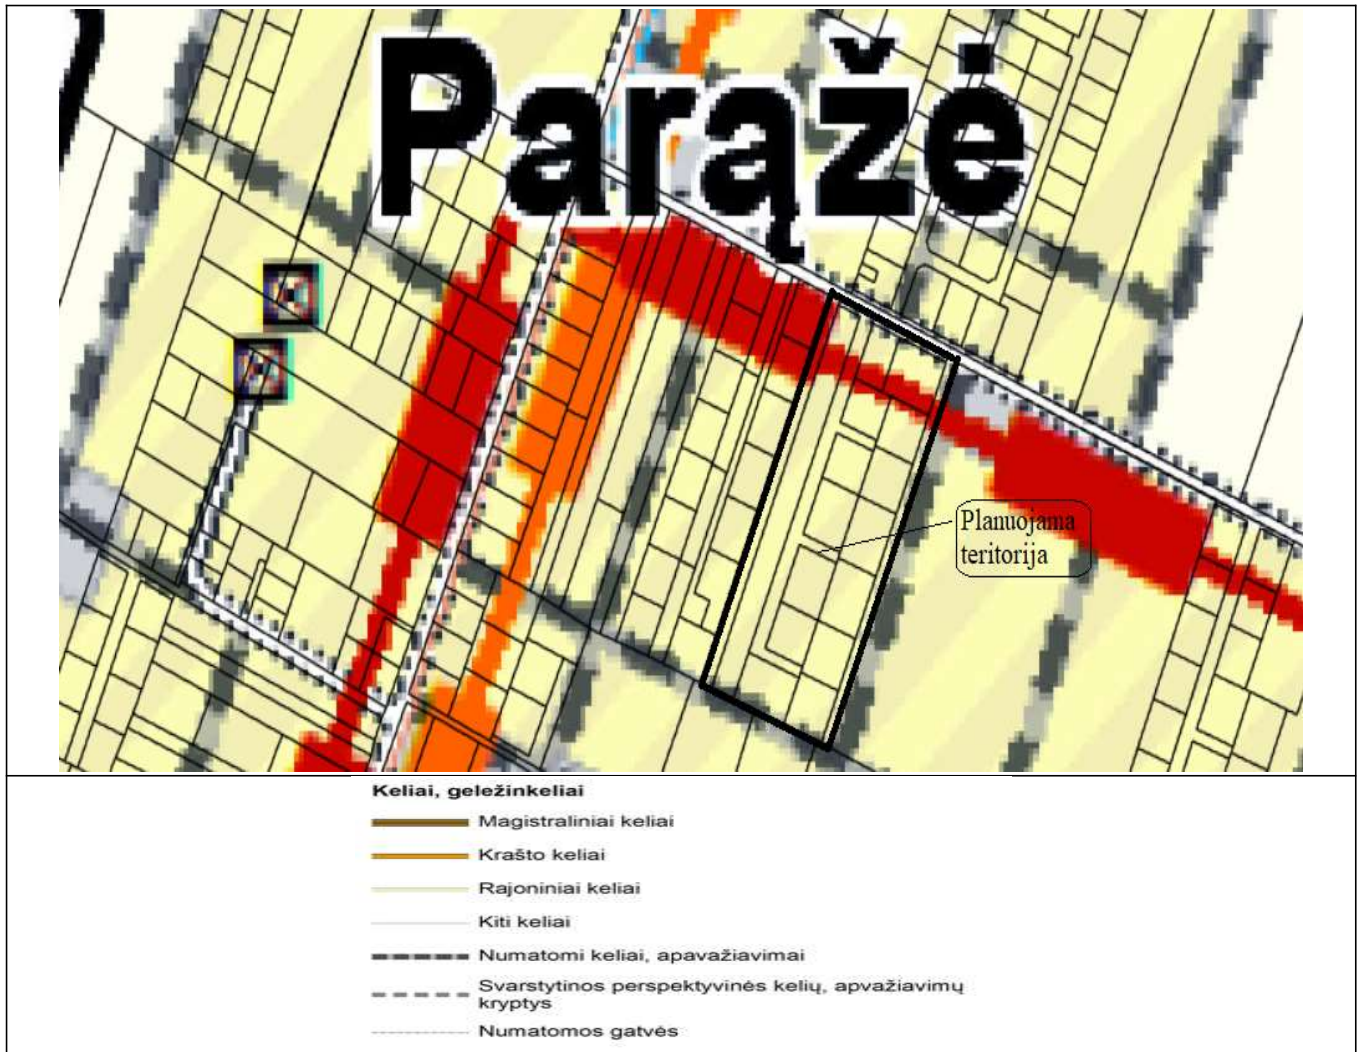 Parąžė
Planuojama
teritorija
Keliai, geležinkeliai
Magistraliniai keliai
Krašto keliai
Rajoniniai keliai
Kiti keliai
Numatomi keliai, apavažiavimai
Svarstytinos perspektyvinės kelių, apvažiavimų
kryptys
Numatomos gatvės